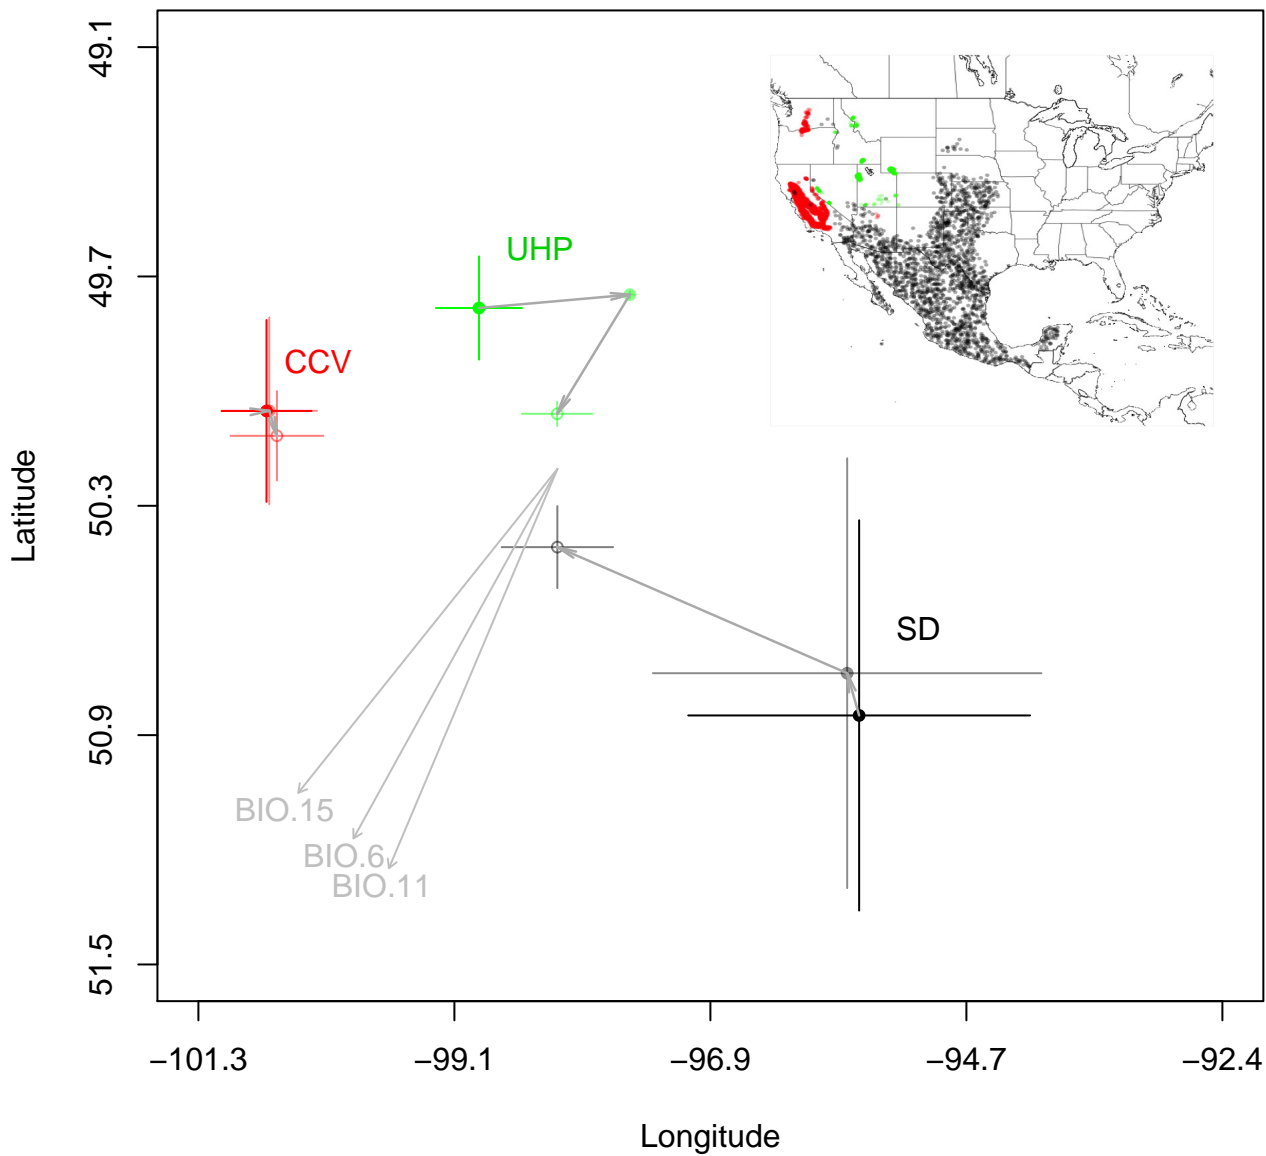 49.1
49.7
50.3
50.9
51.5
Latitude
UHP
CCV
SD
BIO.15
BIO.6
BIO.11
−101.3
−99.1
−96.9
−94.7
−92.4
Longitude